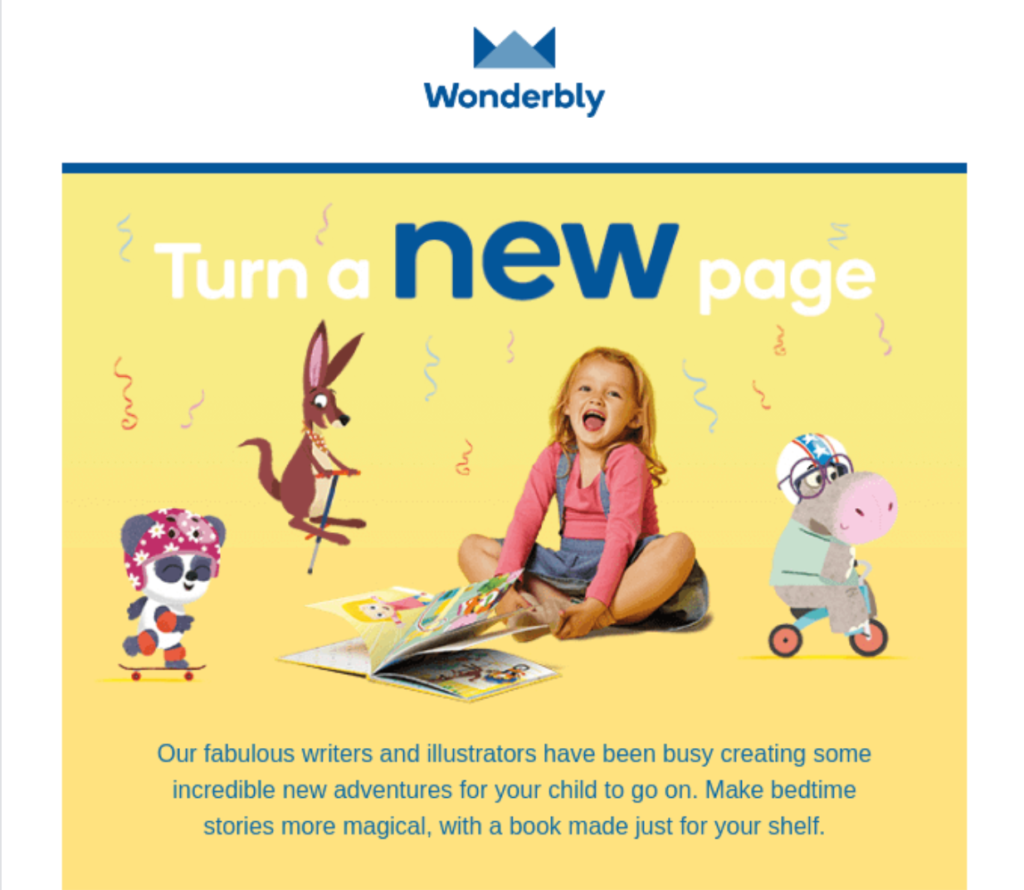 Wonderbly
Turn a new page
Our fabulous writers and illustrators have been busy creating some
incredible new adventures for your child to go on. Make bedtime
stories more magical, with a book made just for your shelf.